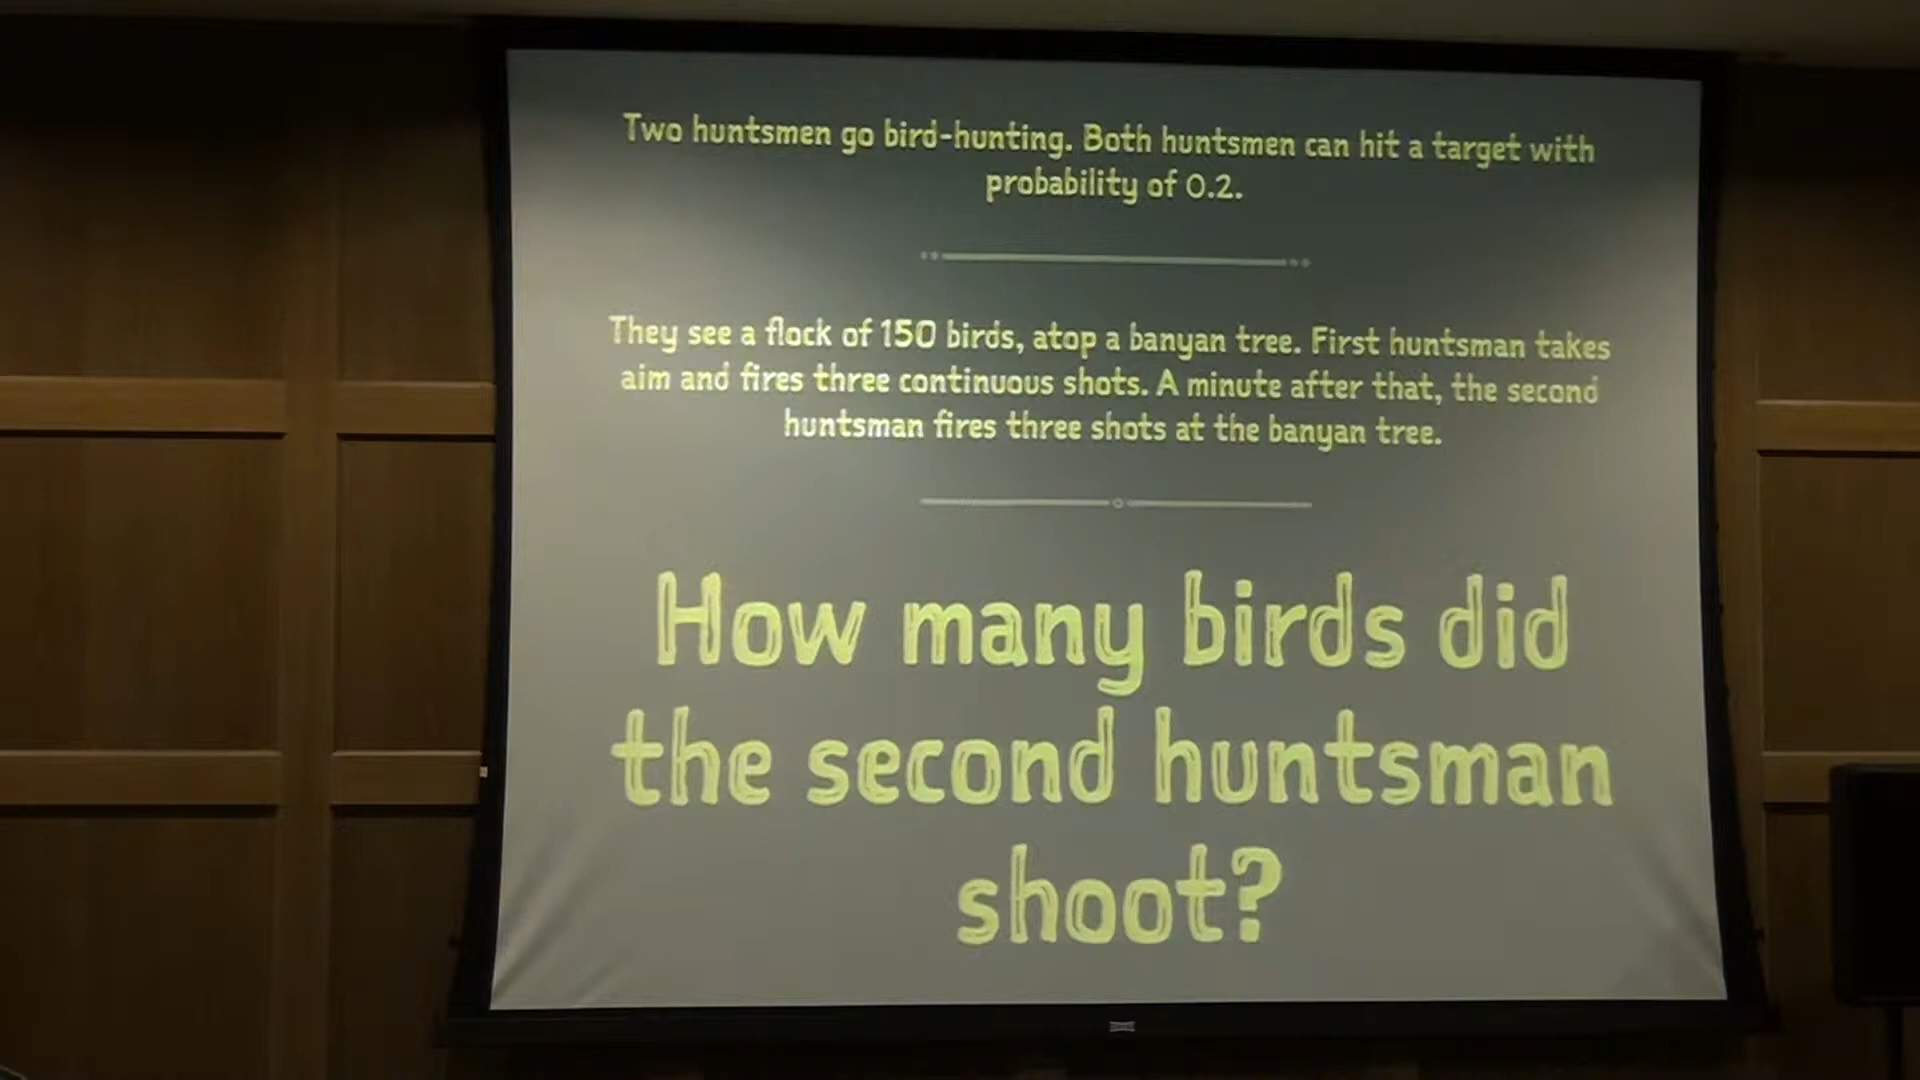 Two huntsmen go bird-hunting. Both huntsmen can hit a target with
probability of 0.2.
They see a flock of 150 birds, atop a banyan tree. First huntsman takes
aim and fires three continuous shots. A minute after that, the second
huntsman fires three shots at the banyan tree.
How many birds did
the second huntsman
shoot?